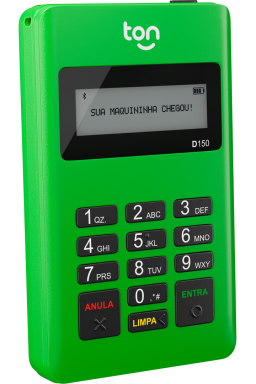 ton
SUA MAQUININHA CHEGOU!
D150
1 QZ. 2 ABC 3 DEF
4 GHI 5 JKL 6 MNO
7 PRS 8 TUV 9 WXY
ANULA 0 .*# ENTRA
LIMPA